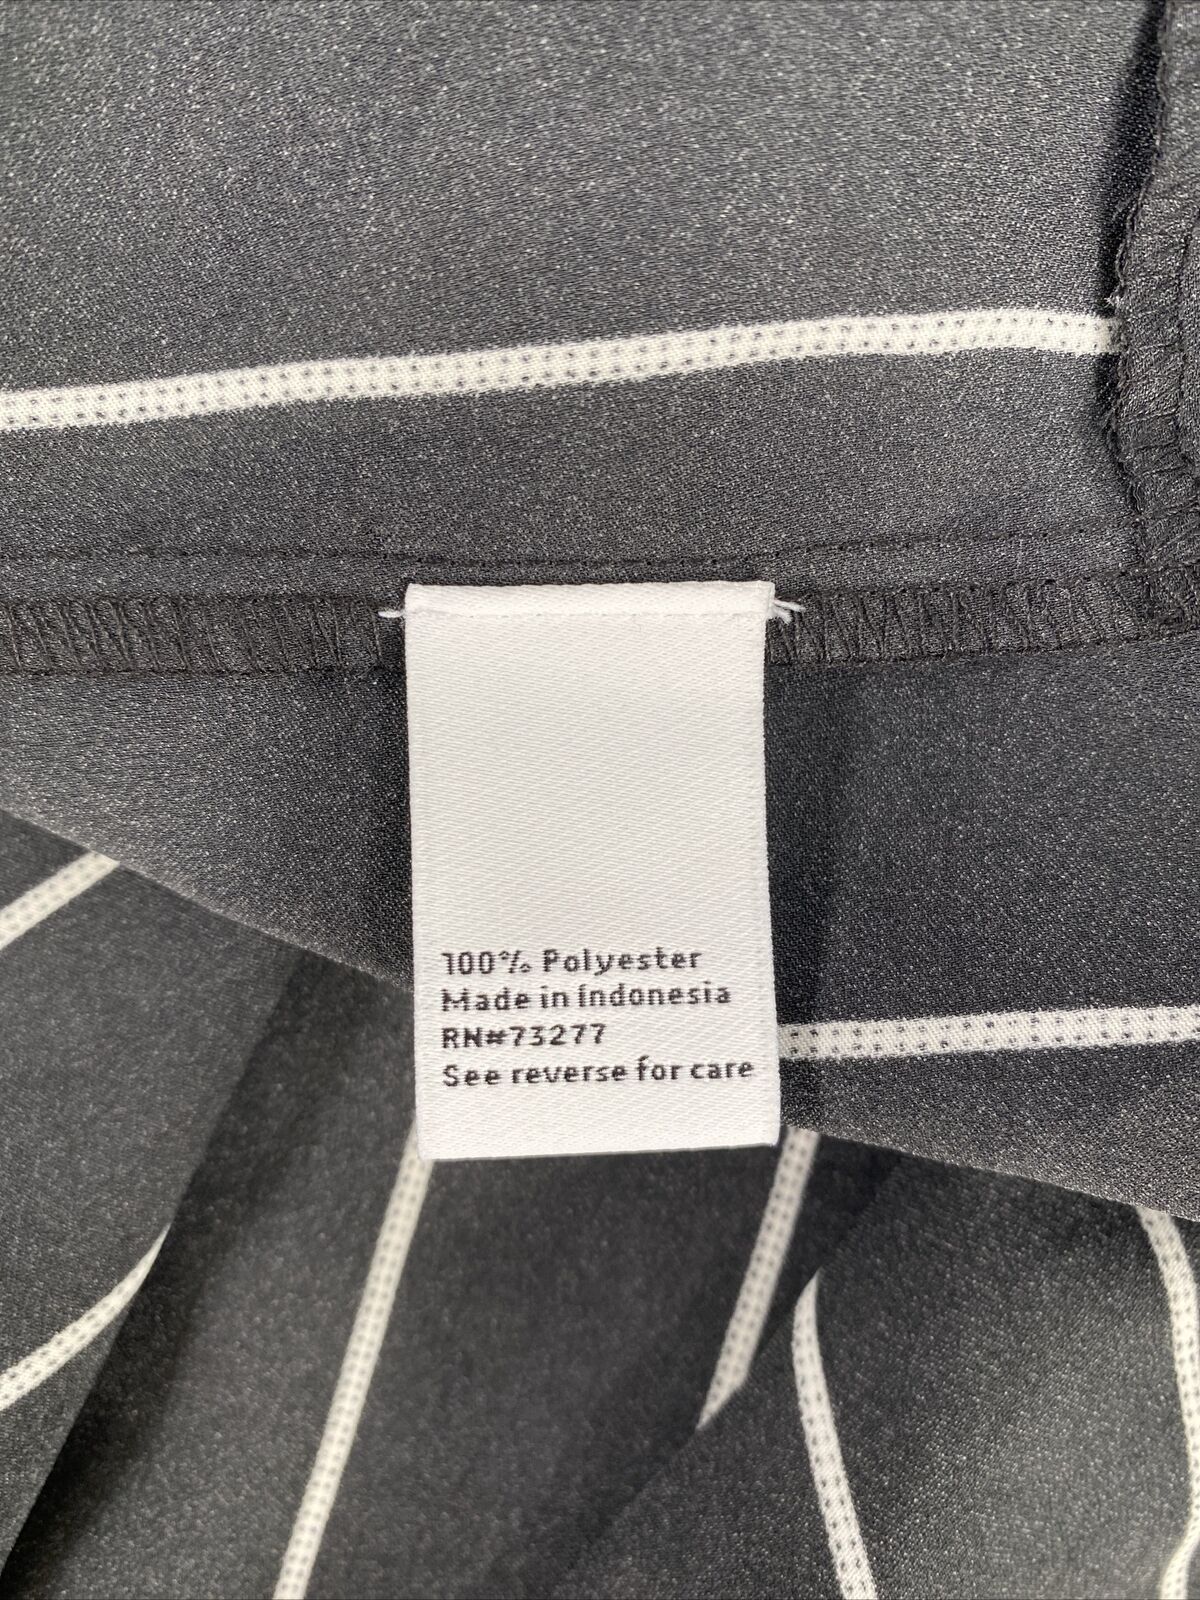 100% Polyester
Made in Indonesia
RN#73277
See reverse for care